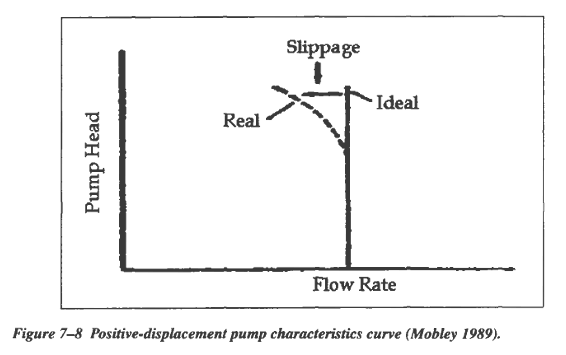 Slippage
Ideal
Real
Pump Head
Flow Rate
Figure 7–8 Positive-displacement pump characteristics curve (Mobley 1989).